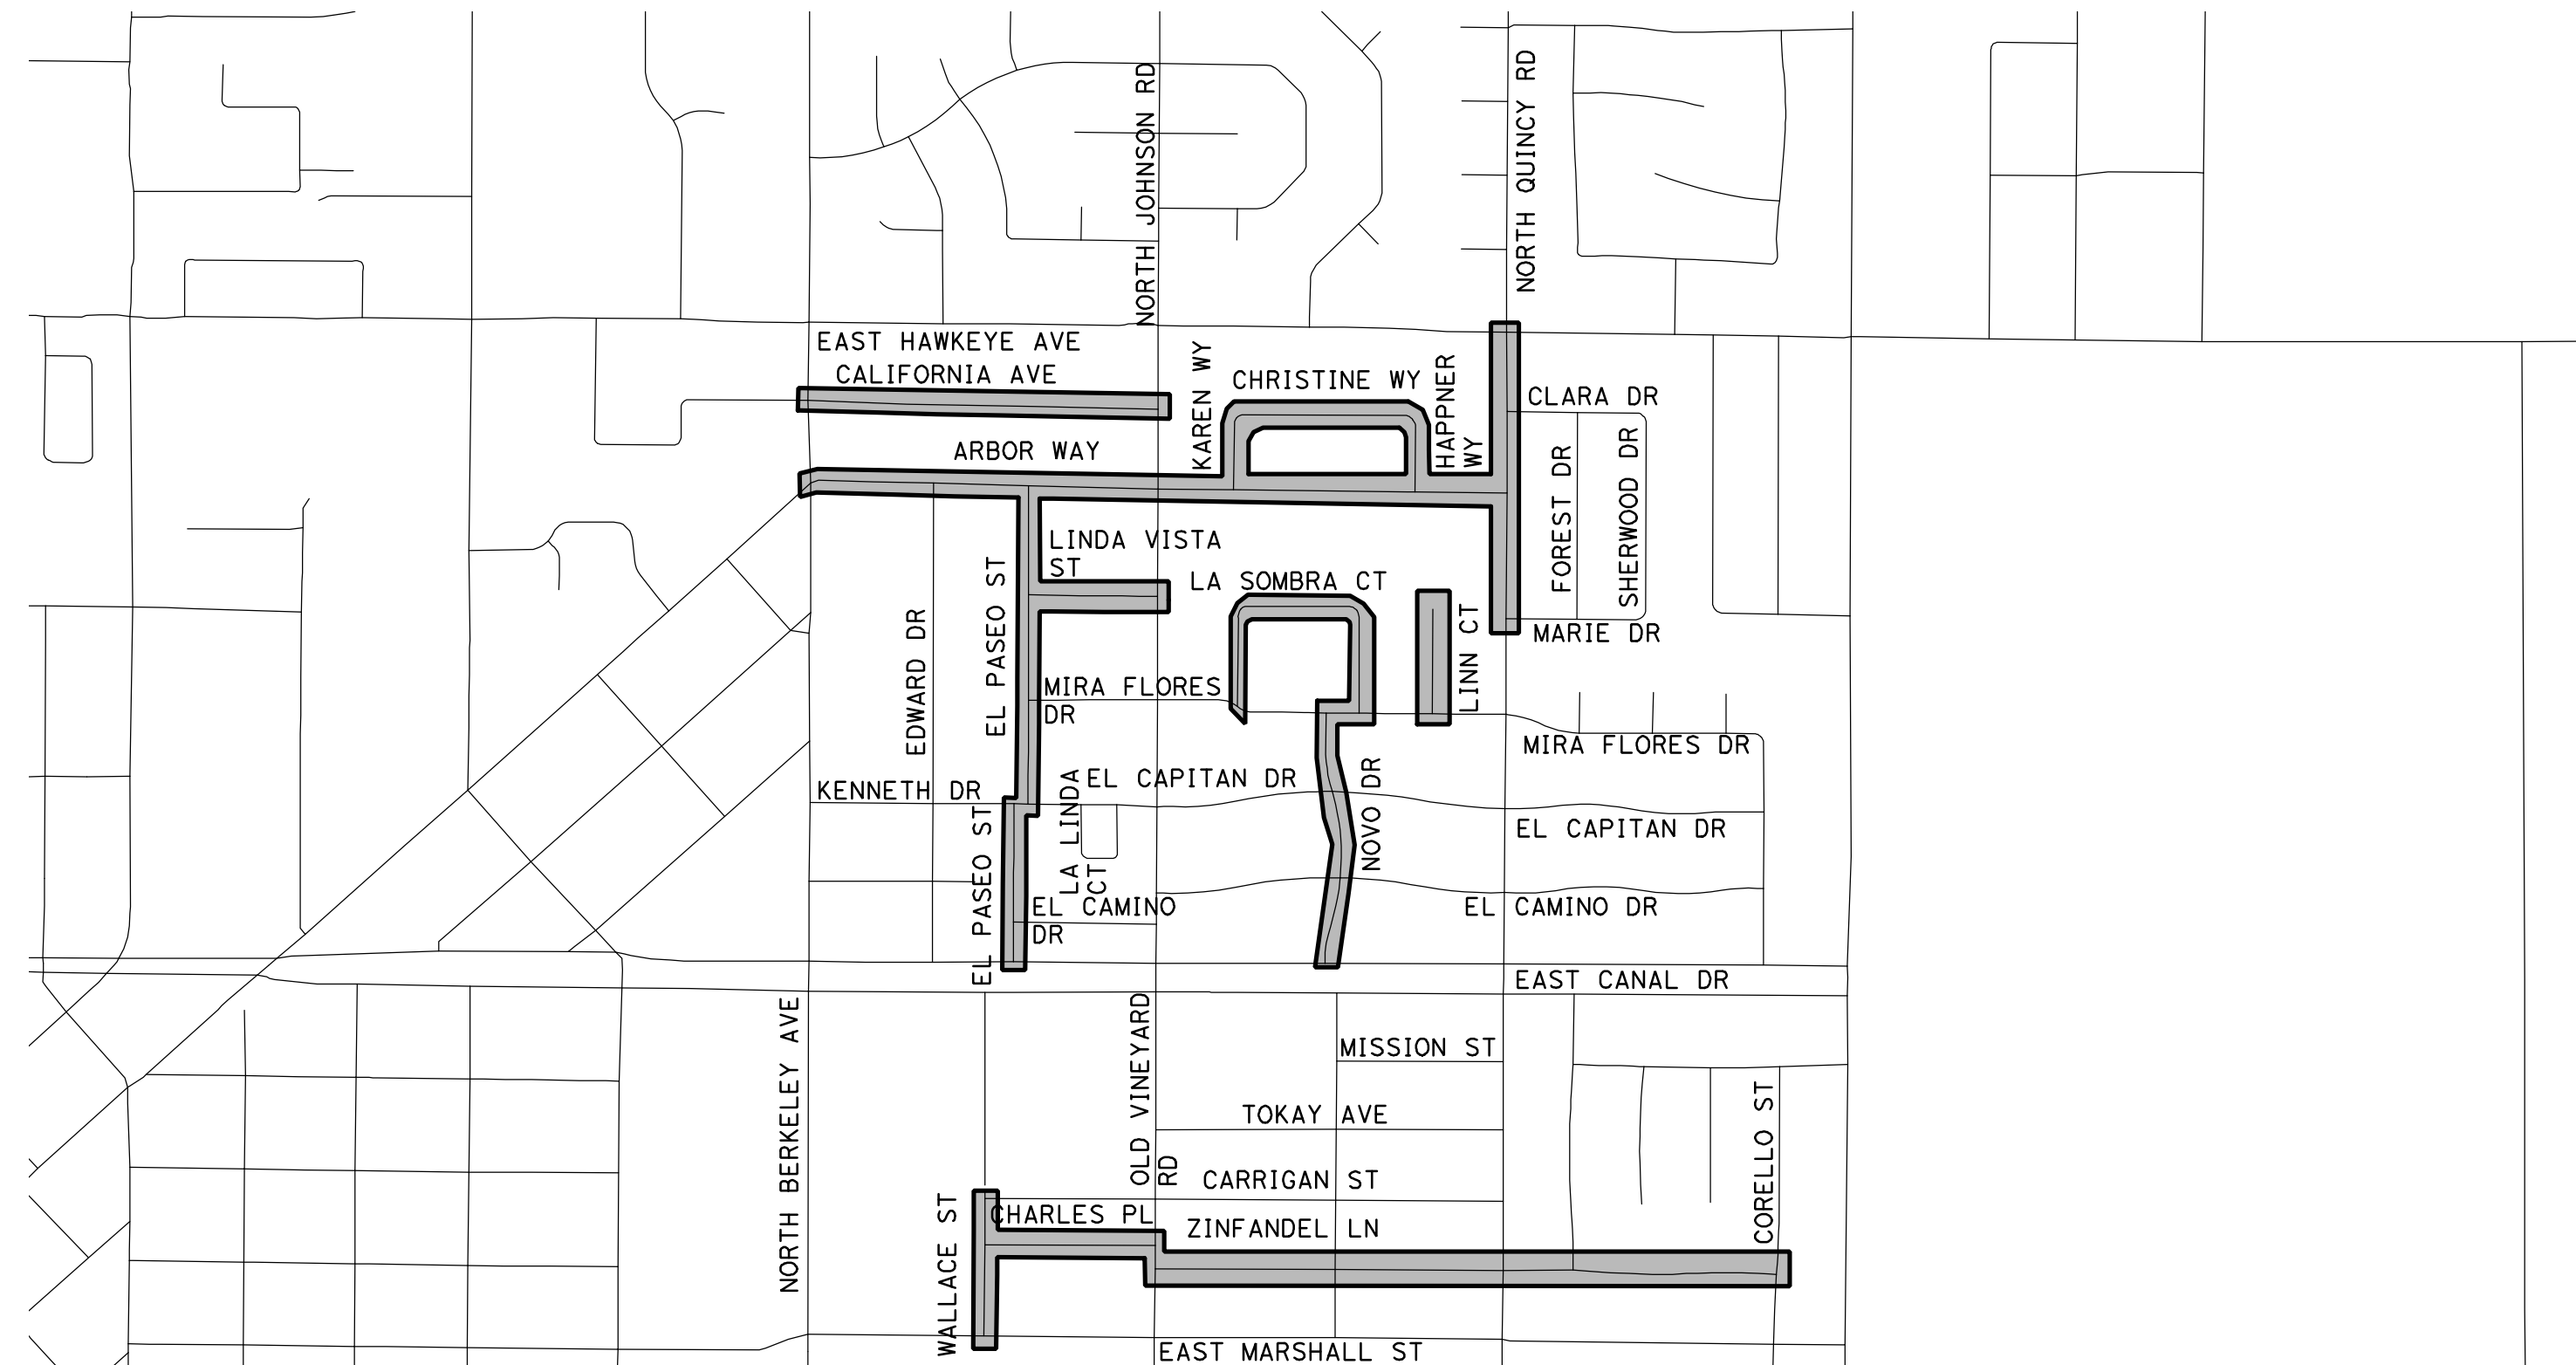 NORTH JOHNSON RD
NORTH QUINCY RD
EAST HAWKEYE AVE
CALIFORNIA AVE
KAREN WY
CHRISTINE WY
HAPPNER
WY
CLARA DR
ARBOR WAY
FOREST DR
SHERWOOD DR
LINDA VISTA
ST
LA SOMBRA CT
EL PASEO ST
EDWARD DR
LINN CT
MARIE DR
MIRA FLORES
DR
MIRA FLORES DR
KENNETH DR
EL CAPITAN DR
LA LINDA
CT
NOVO DR
EL CAPITAN DR
EL PASEO ST
EL CAMINO
DR
EL CAMINO DR
EAST CANAL DR
NORTH BERKELEY AVE
OLD VINEYARD
RD
MISSION ST
TOKAY AVE
CORELLO ST
CARRIGAN ST
WALLACE ST
CHARLES PL
ZINFANDEL LN
EAST MARSHALL ST